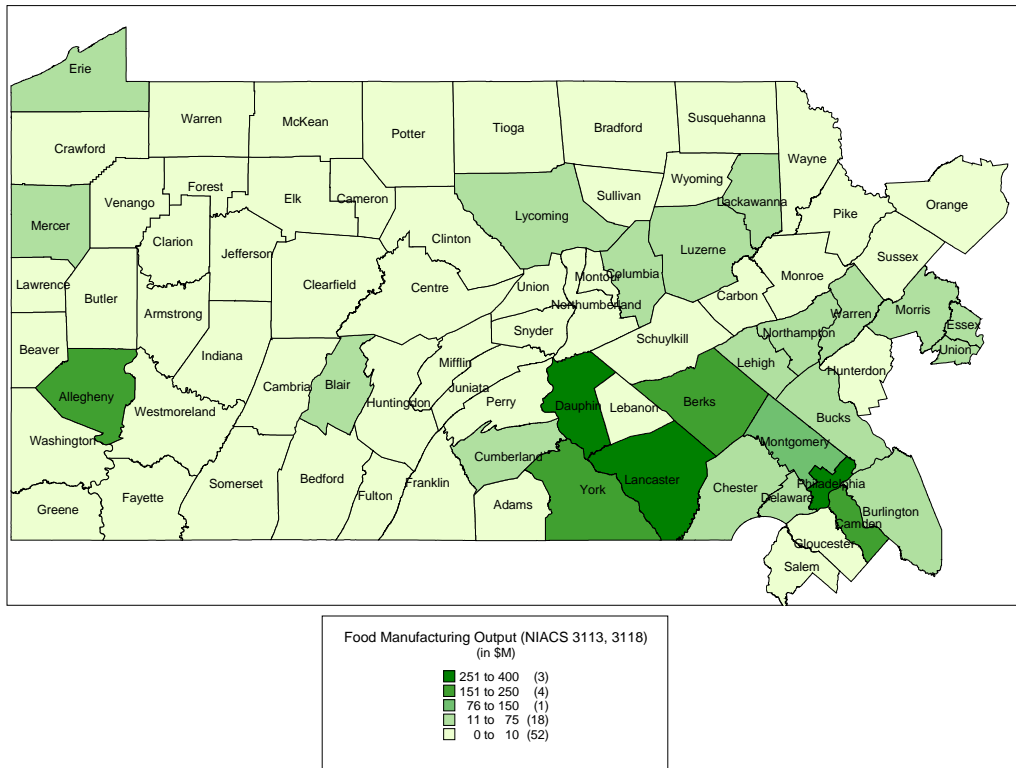 Erie
Warren
McKean
Potter
Tioga
Bradford
Susquehanna
Crawford
Wayne
Forest
Venango
Elk
Cameron
Sullivan
Wyoming
Lackawanna
Orange
Mercer
Clarion
Lycoming
Pike
Jefferson
Clinton
Luzerne
Sussex
Lawrence
Butler
Clearfield
Centre
Union
Montour
Columbia
Monroe
Carbon
Armstrong
Northumberland
Warren
Morris
Essex
Snyder
Schuylkill
Northampton
Union
Beaver
Indiana
Mifflin
Lehigh
Hunterdon
Allegheny
Cambria
Blair
Huntingdon
Juniata
Perry
Dauphin
Lebanon
Berks
Westmoreland
Bucks
Washington
Montgomery
Cumberland
Somerset
Bedford
Fulton
Franklin
Adams
York
Lancaster
Chester
Delaware
Philadelphia
Fayette
Greene
Burlington
Camden
Gloucester
Salem
Food Manufacturing Output (NIACS 3113, 3118)
(in $M)
251 to 400 (3)
151 to 250 (4)
76 to 150 (1)
11 to 75 (18)
0 to 10 (52)